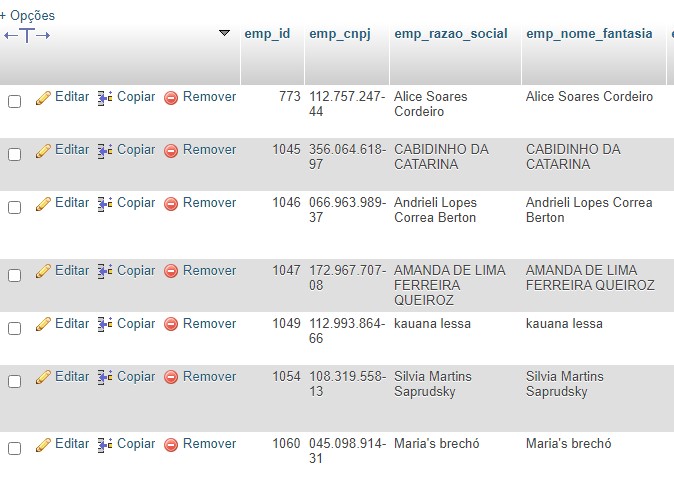 + Opções
←T→ emp_id emp_cnpj emp_razao_social emp_nome_fantasia
Editar Copiar Remover 773 112.757.247- Alice Soares Alice Soares Cordeiro
44 Cordeiro
Editar Copiar Remover 1045 356.064.618- CABIDINHO DA CABIDINHO DA
97 CATARINA CATARINA
Editar Copiar Remover 1046 066.963.989- Andrieli Lopes Andrieli Lopes Correa
37 Correa Berton Berton
Editar Copiar Remover 1047 172.967.707- AMANDA DE LIMA AMANDA DE LIMA
08 FERREIRA FERREIRA QUEIROZ
QUEIROZ
Editar Copiar Remover 1049 112.993.864- kauana lessa kauana lessa
66
Editar Copiar Remover 1054 108.319.558- Silvia Martins Silvia Martins
13 Saprudsky Saprudsky
Editar Copiar Remover 1060 045.098.914- Maria's brechó Maria's brechó
31